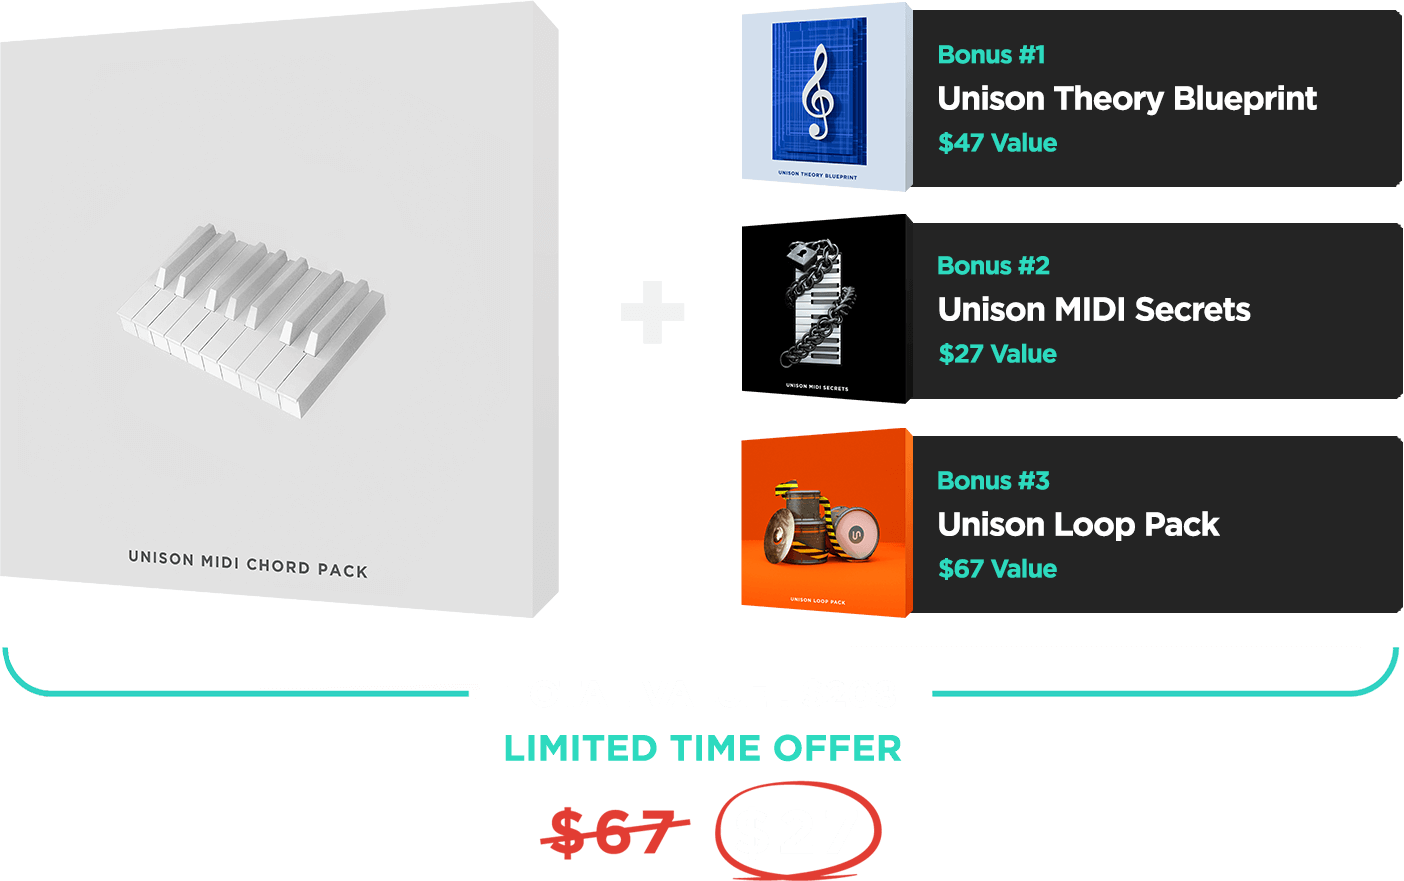 UNISON MIDI CHORD PACK
UNISON THEORY BLUEPRINT
Bonus #1
Unison Theory Blueprint
$47 Value
UNISON MIDI SECRETS
Bonus #2
Unison MIDI Secrets
$27 Value
UNISON LOOP PACK
Bonus #3
Unison Loop Pack
$67 Value
LIMITED TIME OFFER
$67